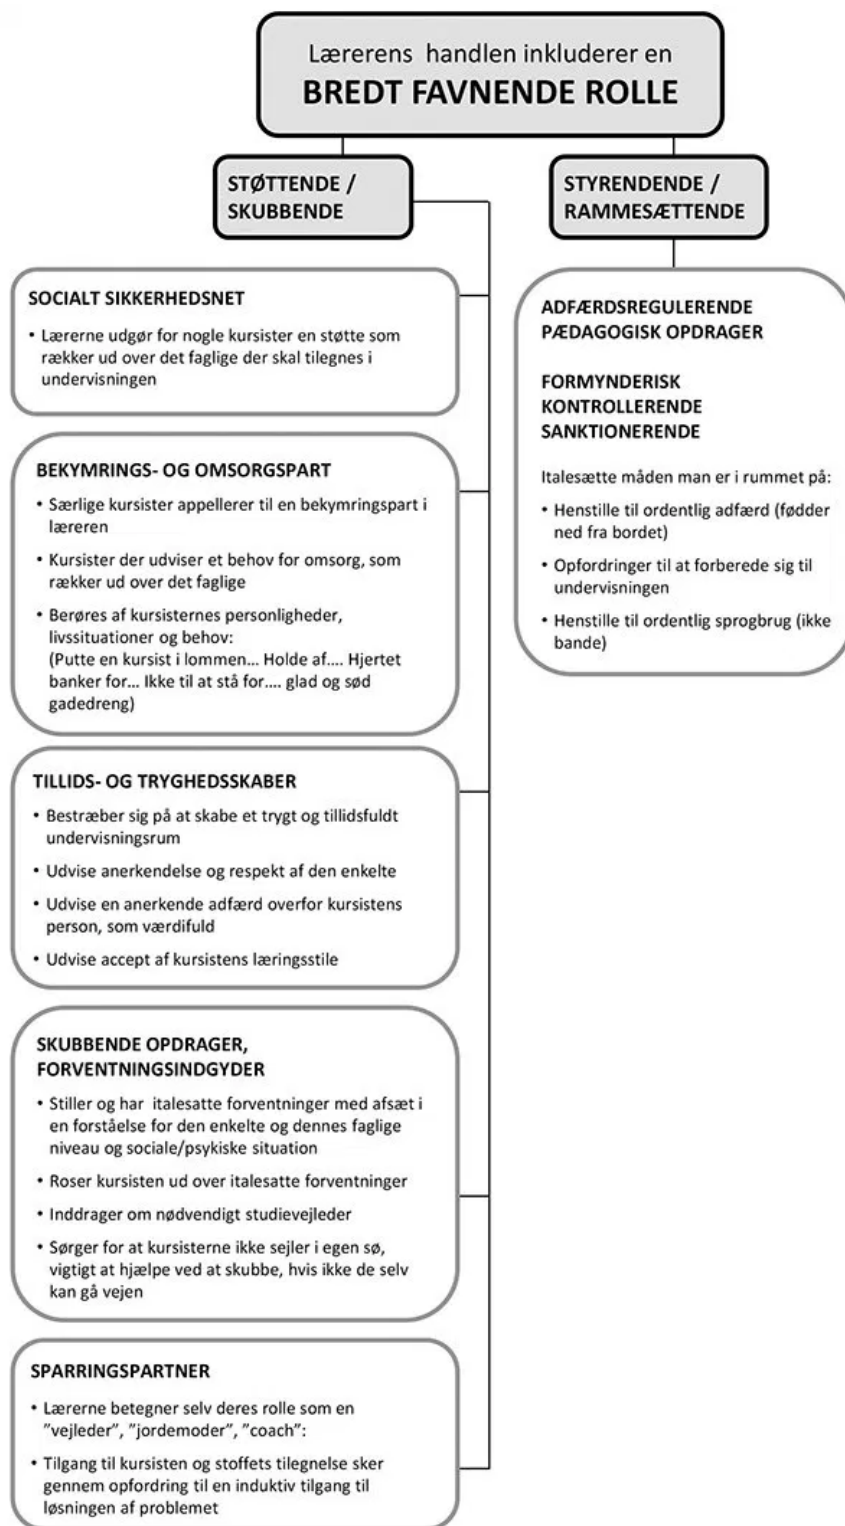 Lærerens handlen inkluderer en
BREDT FAVNENDE ROLLE
STØTTENDE /
SKUBBENDE
STYRENDENDE /
RAMMESÆTTENDE
SOCIALT SIKKERHEDSNET
• Lærerne udgør for nogle kursister en støtte som
rækker ud over det faglige der skal tilegnes i
undervisningen
BEKYMRINGS- OG OMSORGSPART
• Særlige kursister appellerer til en bekymringspart i
læreren
• Kursister der udviser et behov for omsorg, som
rækker ud over det faglige
• Berøres af kursisternes personligheder,
livssituationer og behov:
(Putte en kursist i lommen... Holde af.... Hjertet
banker for... Ikke til at stå for.... glad og sød
gadedreng)
TILLIDS- OG TRYGHEDSSKABER
• Bestræber sig på at skabe et trygt og tillidsfuldt
undervisningsrum
• Udvise anerkendelse og respekt af den enkelte
• Udvise en anerkende adfærd overfor kursistens
person, som værdifuld
• Udvise accept af kursistens læringsstile
SKUBBENDE OPDRAGER,
FORVENTNINGSINDGYDER
• Stiller og har italesatte forventninger med afsæt i
en forståelse for den enkelte og dennes faglige
niveau og sociale/psykiske situation
• Roser kursisten ud over italesatte forventninger
• Inddrager om nødvendigt studievejleder
• Sørger for at kursisterne ikke sejler i egen sø,
vigtigt at hjælpe ved at skubbe, hvis ikke de selv
kan gå vejen
SPARRINGSPARTNER
• Lærerne betegner selv deres rolle som en
”vejleder”, ”jordemoder”, ”coach”:
• Tilgang til kursisten og stoffets tilegnelse sker
gennem opfordring til en induktiv tilgang til
løsningen af problemet
ADFÆRDSREGULERENDE
PÆDAGOGISK OPDRAGER
FORMYNDERISK
KONTROLLERENDE
SANKTIONERENDE
Italesætte måden man er i rummet på:
• Henstille til ordentlig adfærd (fødder
ned fra bordet)
• Opfordringer til at forberede sig til
undervisningen
• Henstille til ordentlig sprogbrug (ikke
bande)